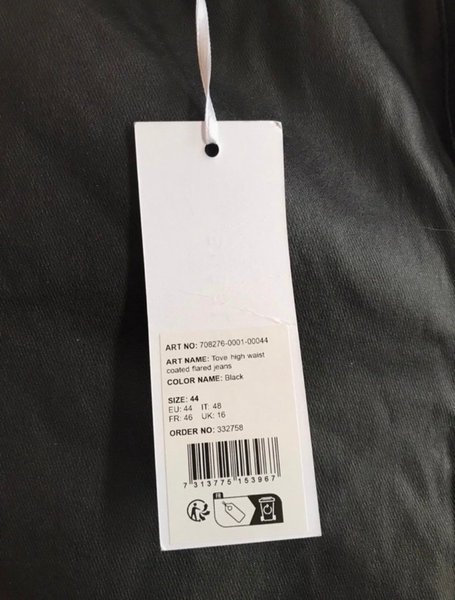 ART NO: 708276-0001-00044
ART NAME: Tove high waist
coated flared jeans
COLOR NAME: Black
SIZE: 44
EU: 44 IT: 48
FR: 46 UK: 16
ORDER NO: 332758
7 313775 153967
FR